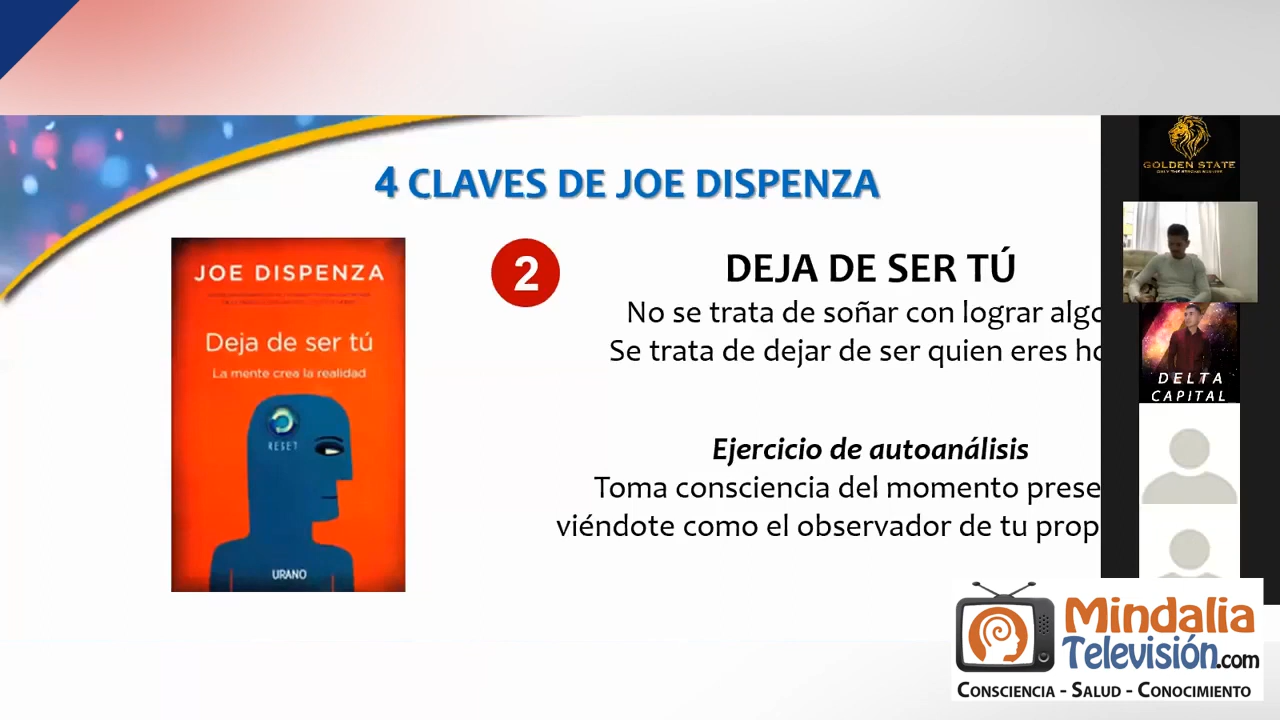 4 CLAVES DE JOE DISPENZA
JOE DISPENZA
Deja de ser tú
La mente crea la realidad
RESET
URANO
2
DEJA DE SER TÚ
No se trata de soñar con lograr algo
Se trata de dejar de ser quien eres ho
Ejercicio de autoanálisis
Toma consciencia del momento prese
viéndote como el observador de tu prop
GOLDEN STATE
DELTA
CAPITAL
Mindalia
Televisión.com
Consciencia - Salud - Conocimiento